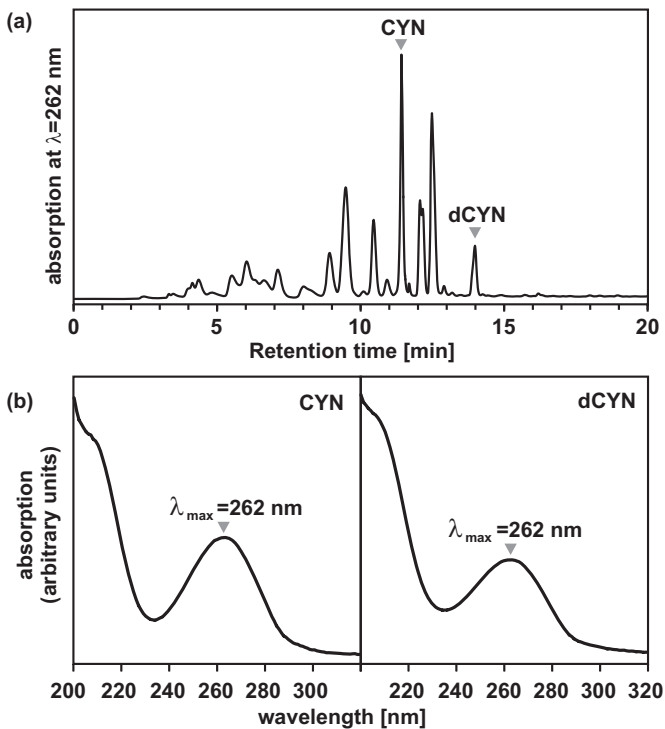 (a)
absorption at λ=262 nm
CYN
dCYN
0 5 10 15 20
Retention time [min]
(b)
absorption
(arbitrary units)
CYN
λmax=262 nm
dCYN
λmax=262 nm
200 220 240 260 280 300 220 240 260 280 300 320
wavelength [nm]